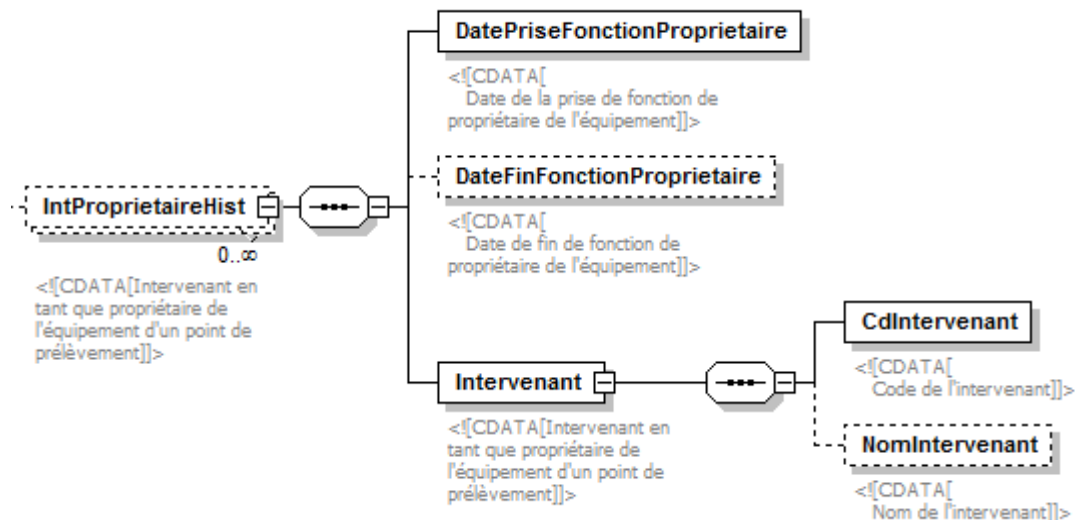 DatePriseFonctionProprietaire
<![CDATA[
Date de la prise de fonction de
propriétaire de l'équipement]]>
DateFinFonctionProprietaire
<![CDATA[
Date de fin de fonction de
propriétaire de l'équipement]]>
IntProprietaireHist
0..∞
<![CDATA[Intervenant en
tant que propriétaire de
l'équipement d'un point de
prélèvement]]>
Intervenant
<![CDATA[Intervenant en
tant que propriétaire de
l'équipement d'un point de
prélèvement]]>
CdIntervenant
<![CDATA[
Code de l'intervenant]]>
NomIntervenant
<![CDATA[
Nom de l'intervenant]]>